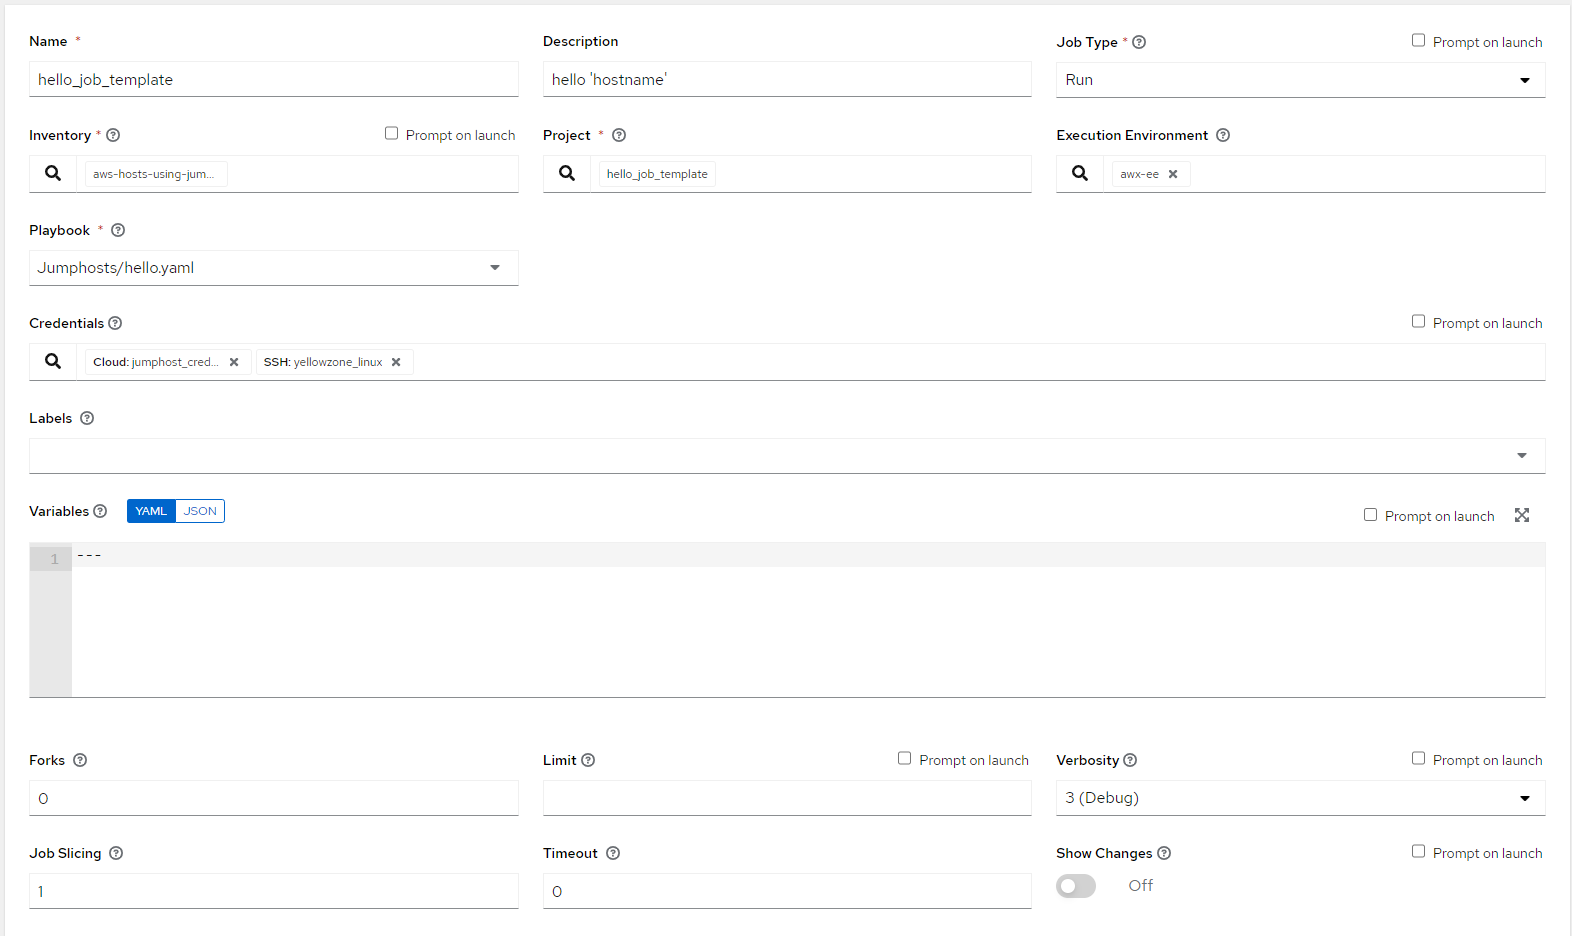 Name *
Description
Job Type * Prompt on launch
hello_job_template
hello 'hostname'
Run
Inventory * Prompt on launch
Project *
Execution Environment
aws-hosts-using-jum...
hello_job_template
awx-ee
Playbook *
Jumphosts/hello.yaml
Credentials Prompt on launch
Cloud: jumphost_cred... SSH: yellowzone_linux
Labels
Variables YAML JSON Prompt on launch
1 ---
Forks
Limit Prompt on launch
Verbosity Prompt on launch
0
3 (Debug)
Job Slicing
Timeout
Show Changes Prompt on launch
1
0
Off